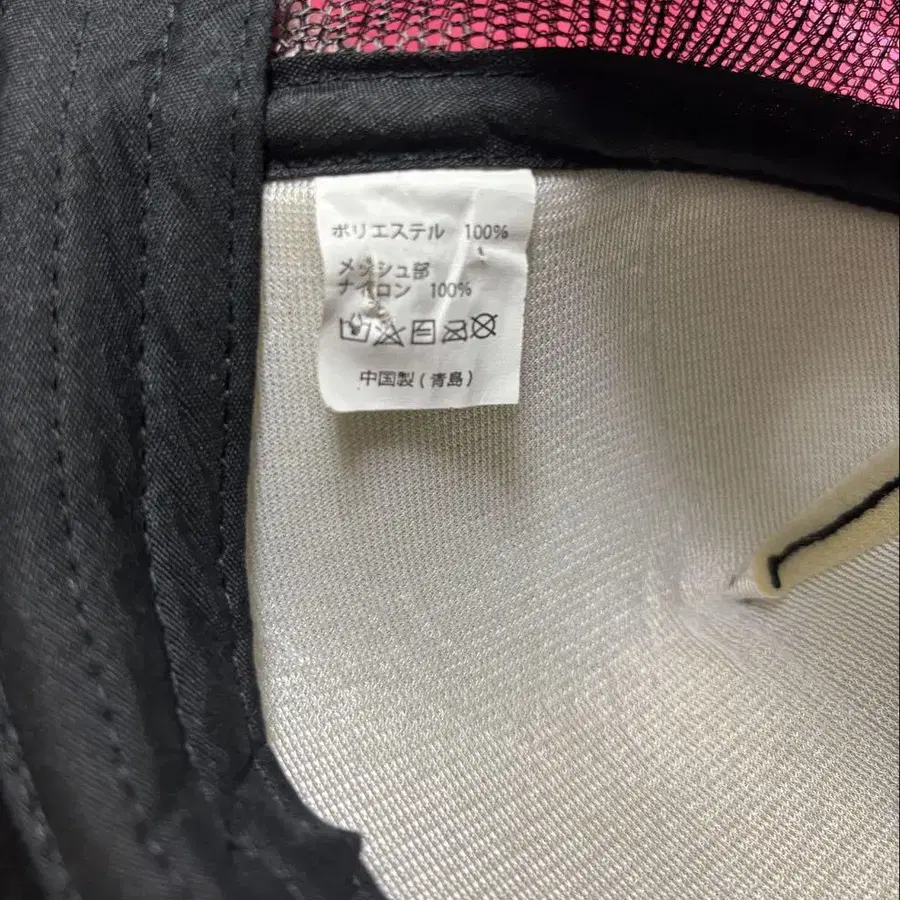 ポリエステル 100%
メッシュ部
ナイロン 100%
中国製(青島)